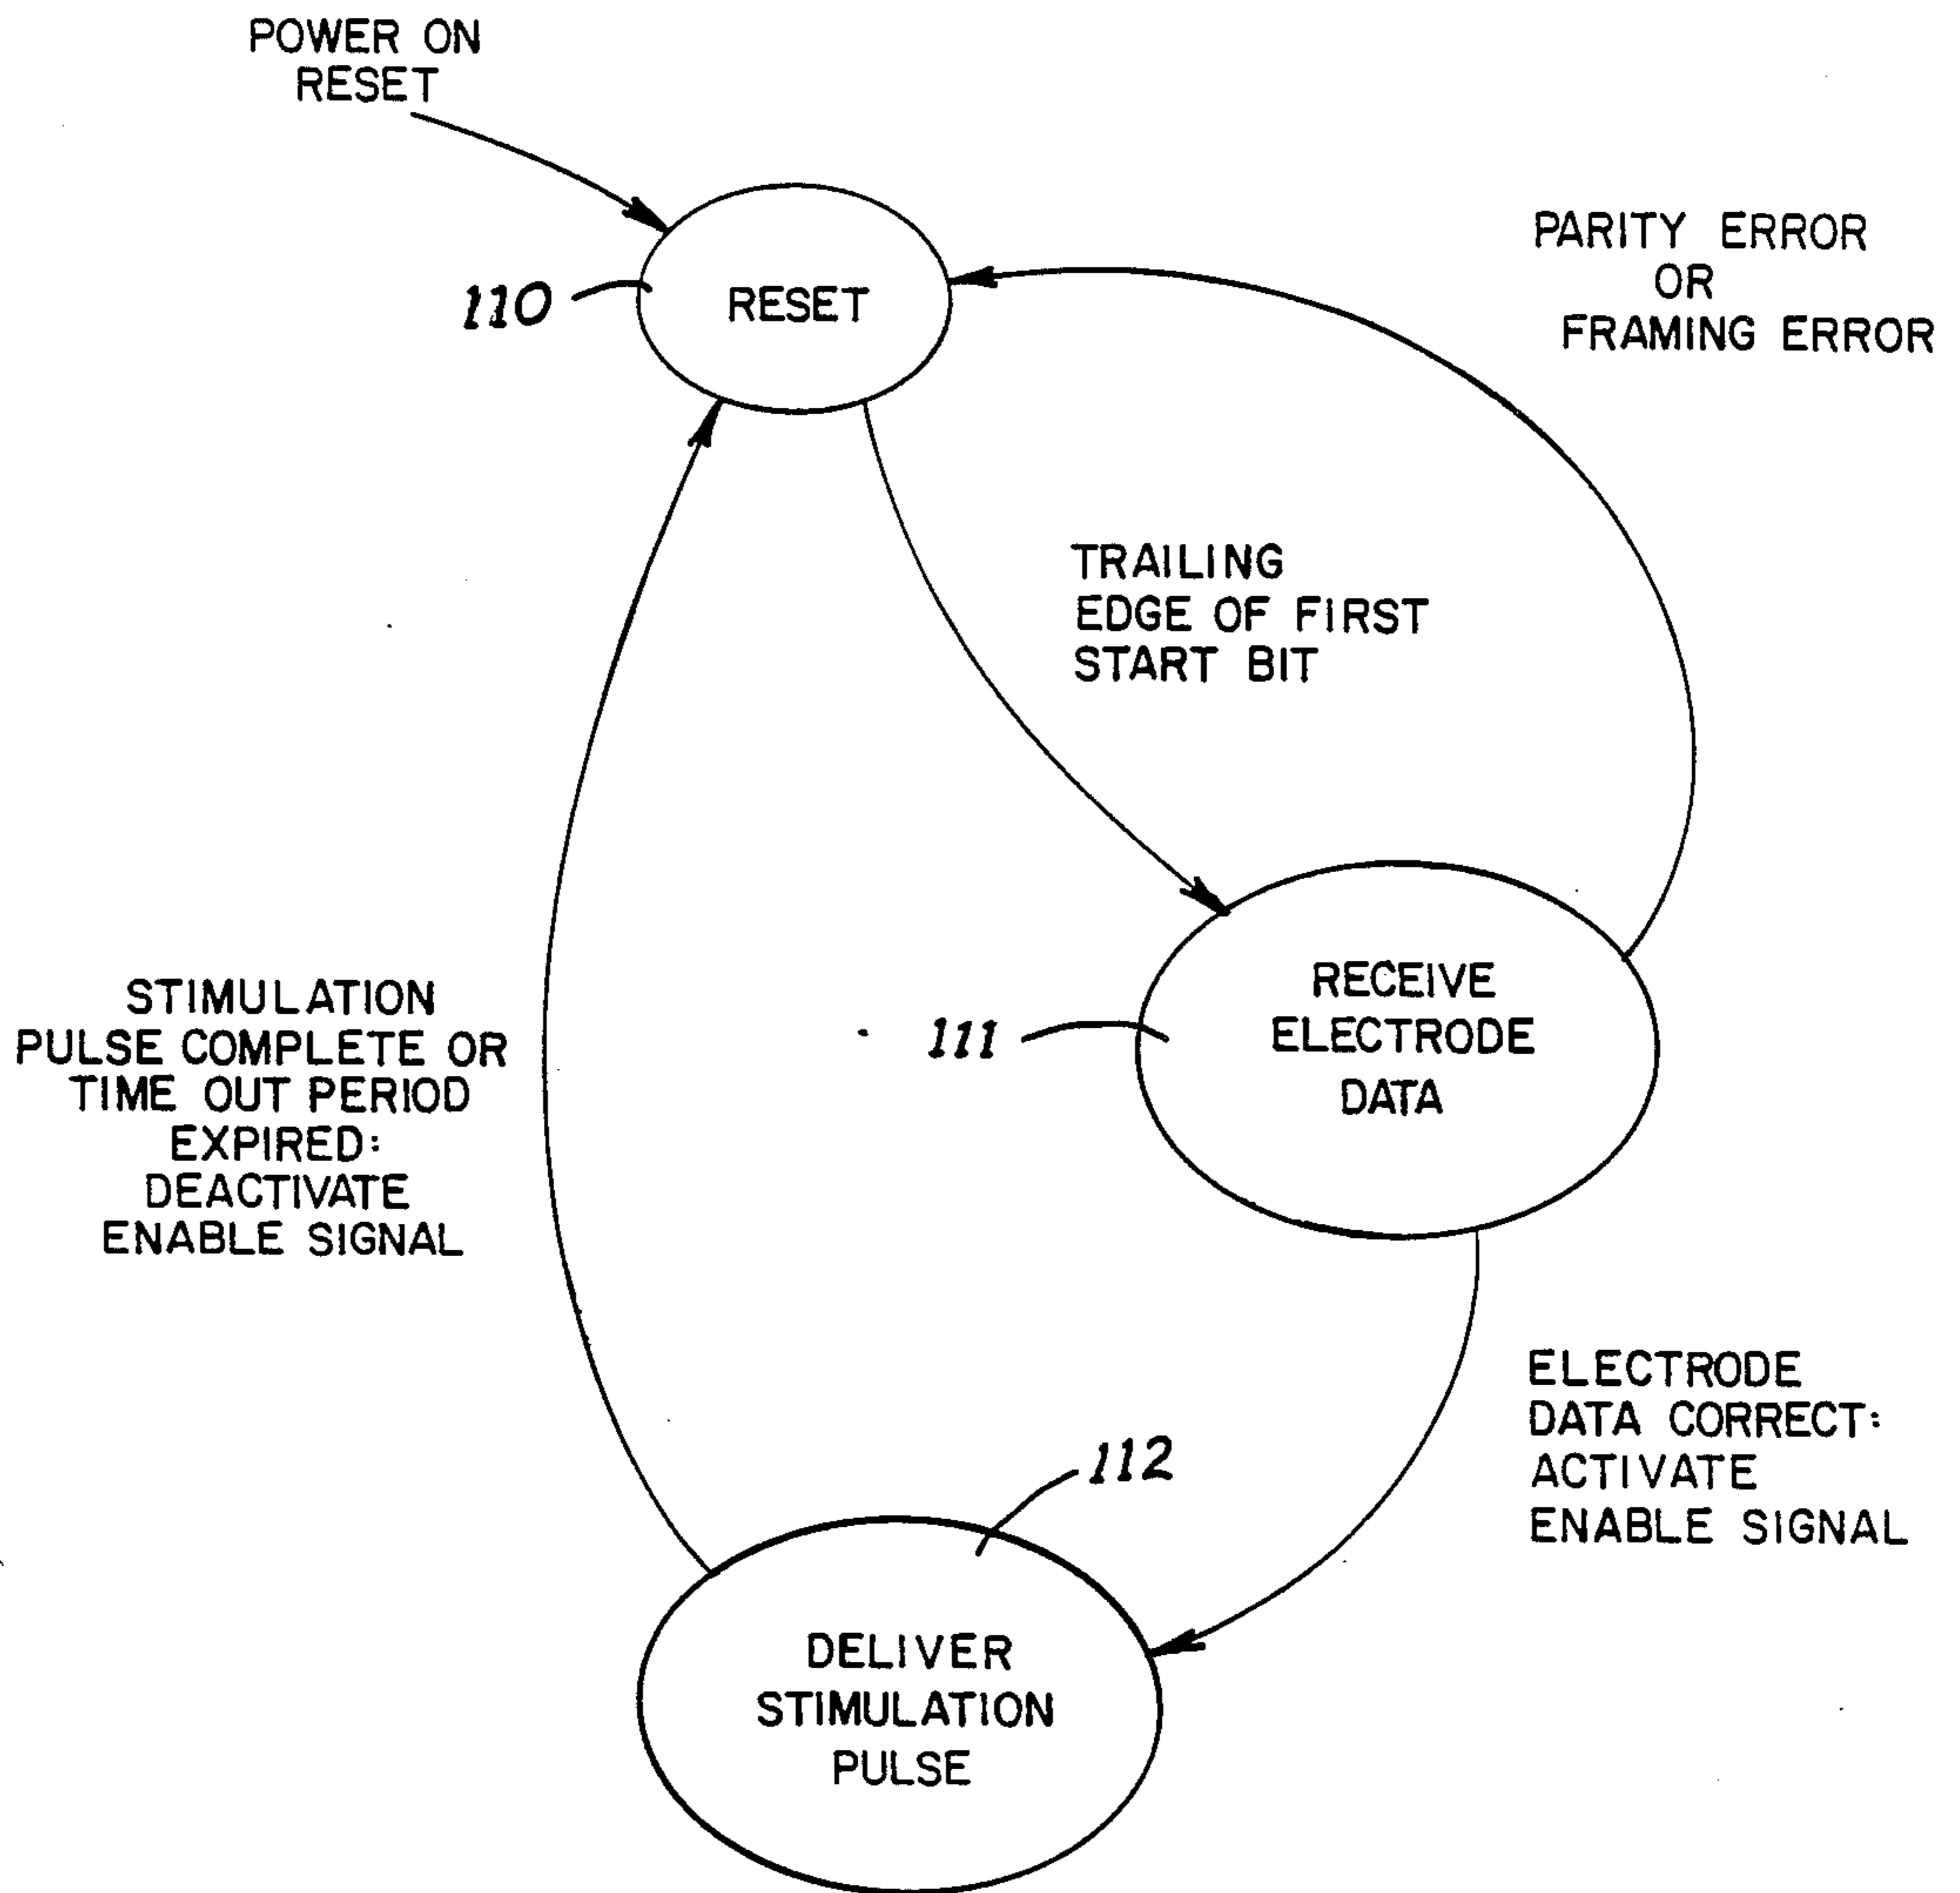 POWER ON
RESET
110
RESET
PARITY ERROR
OR
FRAMING ERROR
TRAILING
EDGE OF FIRST
START BIT
STIMULATION
PULSE COMPLETE OR
TIME OUT PERIOD
EXPIRED:
DEACTIVATE
ENABLE SIGNAL
111
RECEIVE
ELECTRODE
DATA
ELECTRODE
DATA CORRECT:
ACTIVATE
ENABLE SIGNAL
112
DELIVER
STIMULATION
PULSE